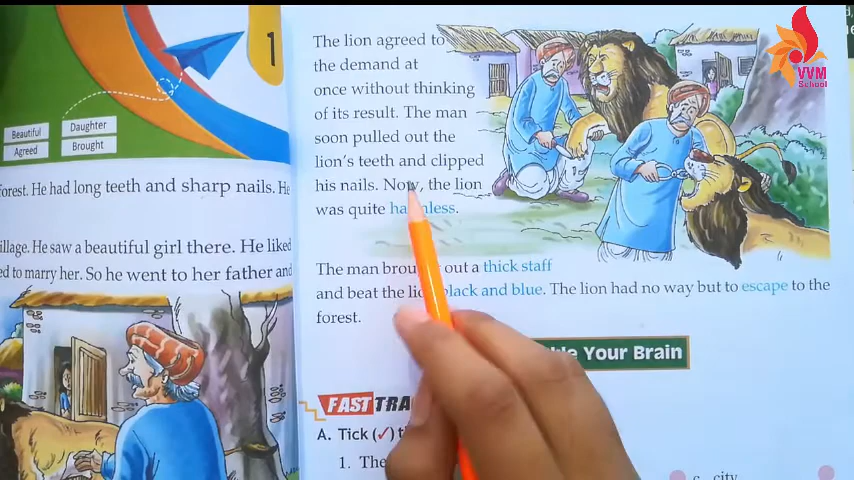 1
Beautiful
Daughter
Agreed
Brought
forest. He had long teeth and sharp nails. He
village. He saw a beautiful girl there. He liked
to marry her. So he went to her father and
The lion agreed to
the demand at
once without thinking
of its result. The man
soon pulled out the
lion's teeth and clipped
his nails. Now, the lion
was quite harmless.
The man brought out a thick staff
and beat the lion black and blue. The lion had no way but to escape to the
forest.
Your Brain
FAST
A. Tick (✓)
1. The
c. city
VVM
School